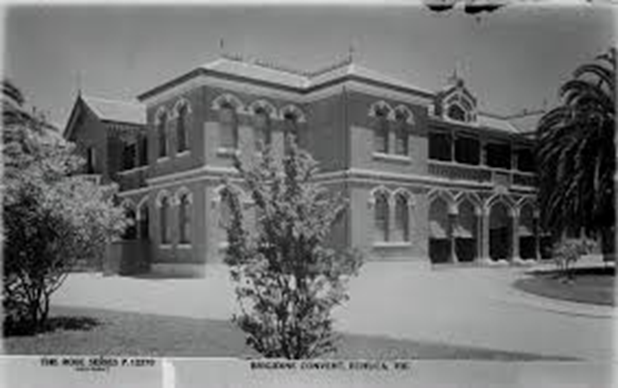 THE ROSE SERIES P. 12770
BRIGIDINE CONVENT, ECHUCA, VIC.